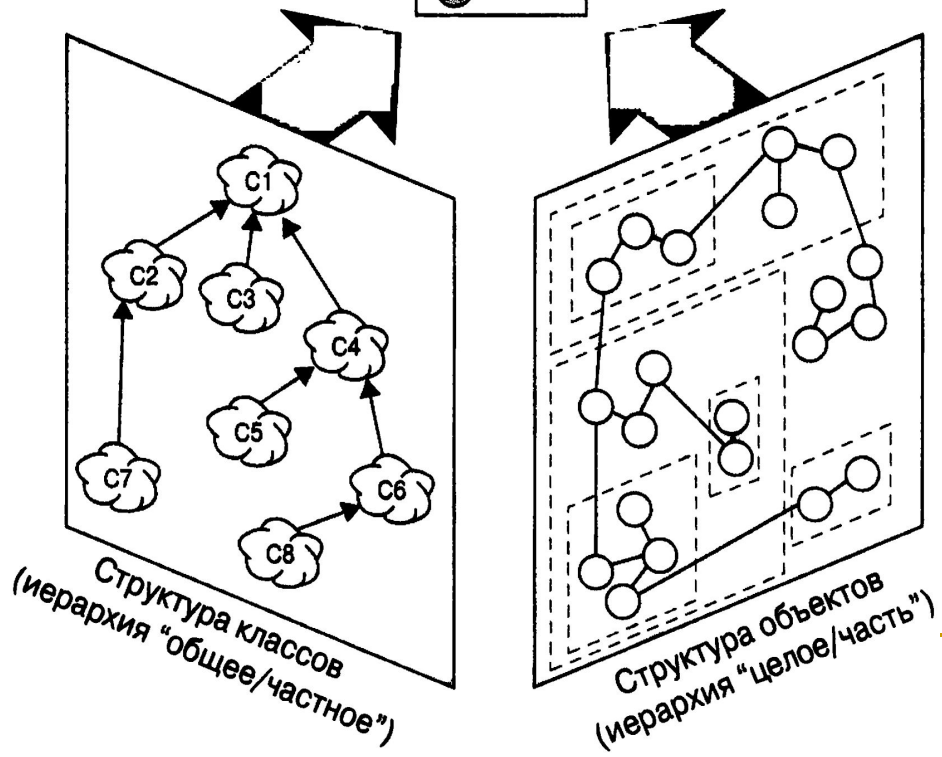 C1
C2
C3
C4
C5
C7
C6
C8
Структура классов
(иерархия “общее/частное”)
Структура объектов
(иерархия “целое/часть”)